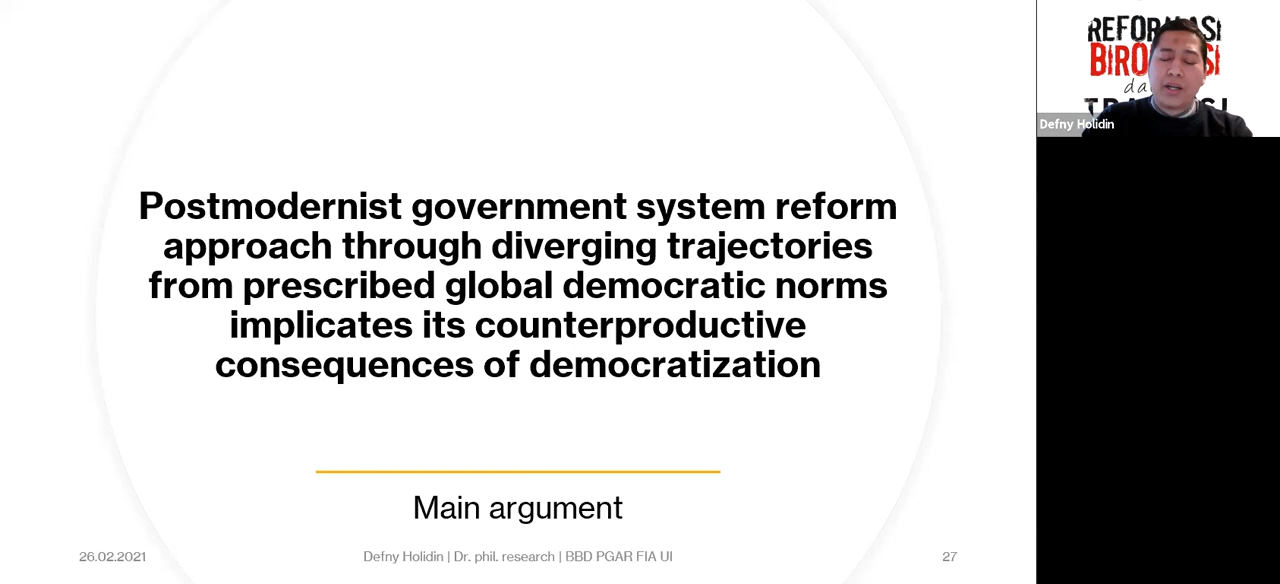 Postmodernist government system reform
approach through diverging trajectories
from prescribed global democratic norms
implicates its counterproductive
consequences of democratization
Main argument
26.02.2021
Defny Holidin | Dr. phil. research | BBD PGAR FIA UI
27
Defny Holidin